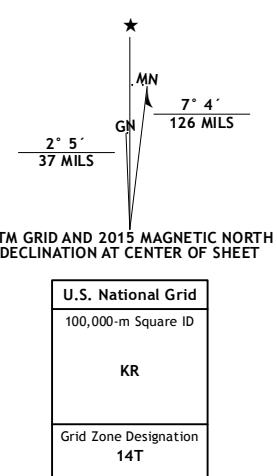 MN
GN
7° 4´
126 MILS
2° 5´
37 MILS
TM GRID AND 2015 MAGNETIC NORTH
DECLINATION AT CENTER OF SHEET
U.S. National Grid
100,000-m Square ID
KR
Grid Zone Designation
14T